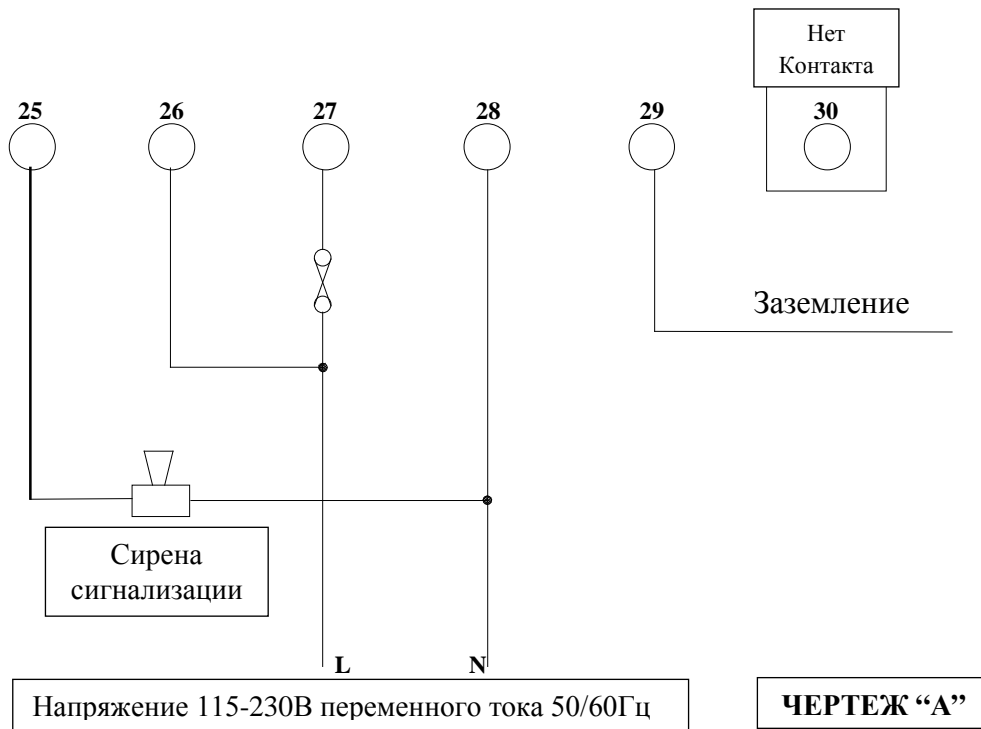 Нет
Контакта
25 26 27 28 29 30
Заземление
Сирена
сигнализации
L N
Напряжение 115-230В переменного тока 50/60Гц
ЧЕРТЕЖ “А”